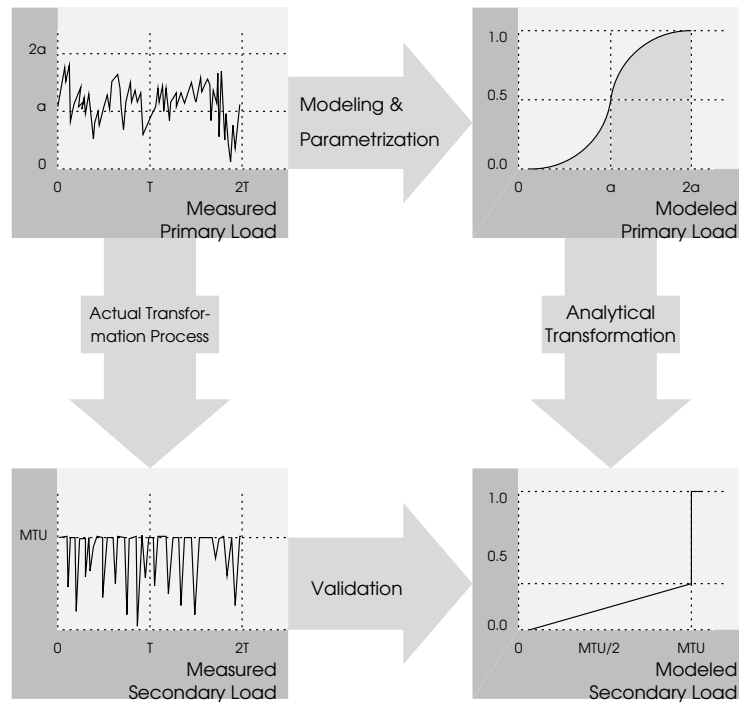 2a
a
0
0 T 2T
Measured
Primary Load
Modeling &
Parametrization
1.0
0.5
0.0
0 a 2a
Modeled
Primary Load
Actual Transfor-
mation Process
Analytical
Transformation
MTU
0 T 2T
Measured
Secondary Load
Validation
1.0
0.5
0.0
0 MTU/2 MTU
Modeled
Secondary Load